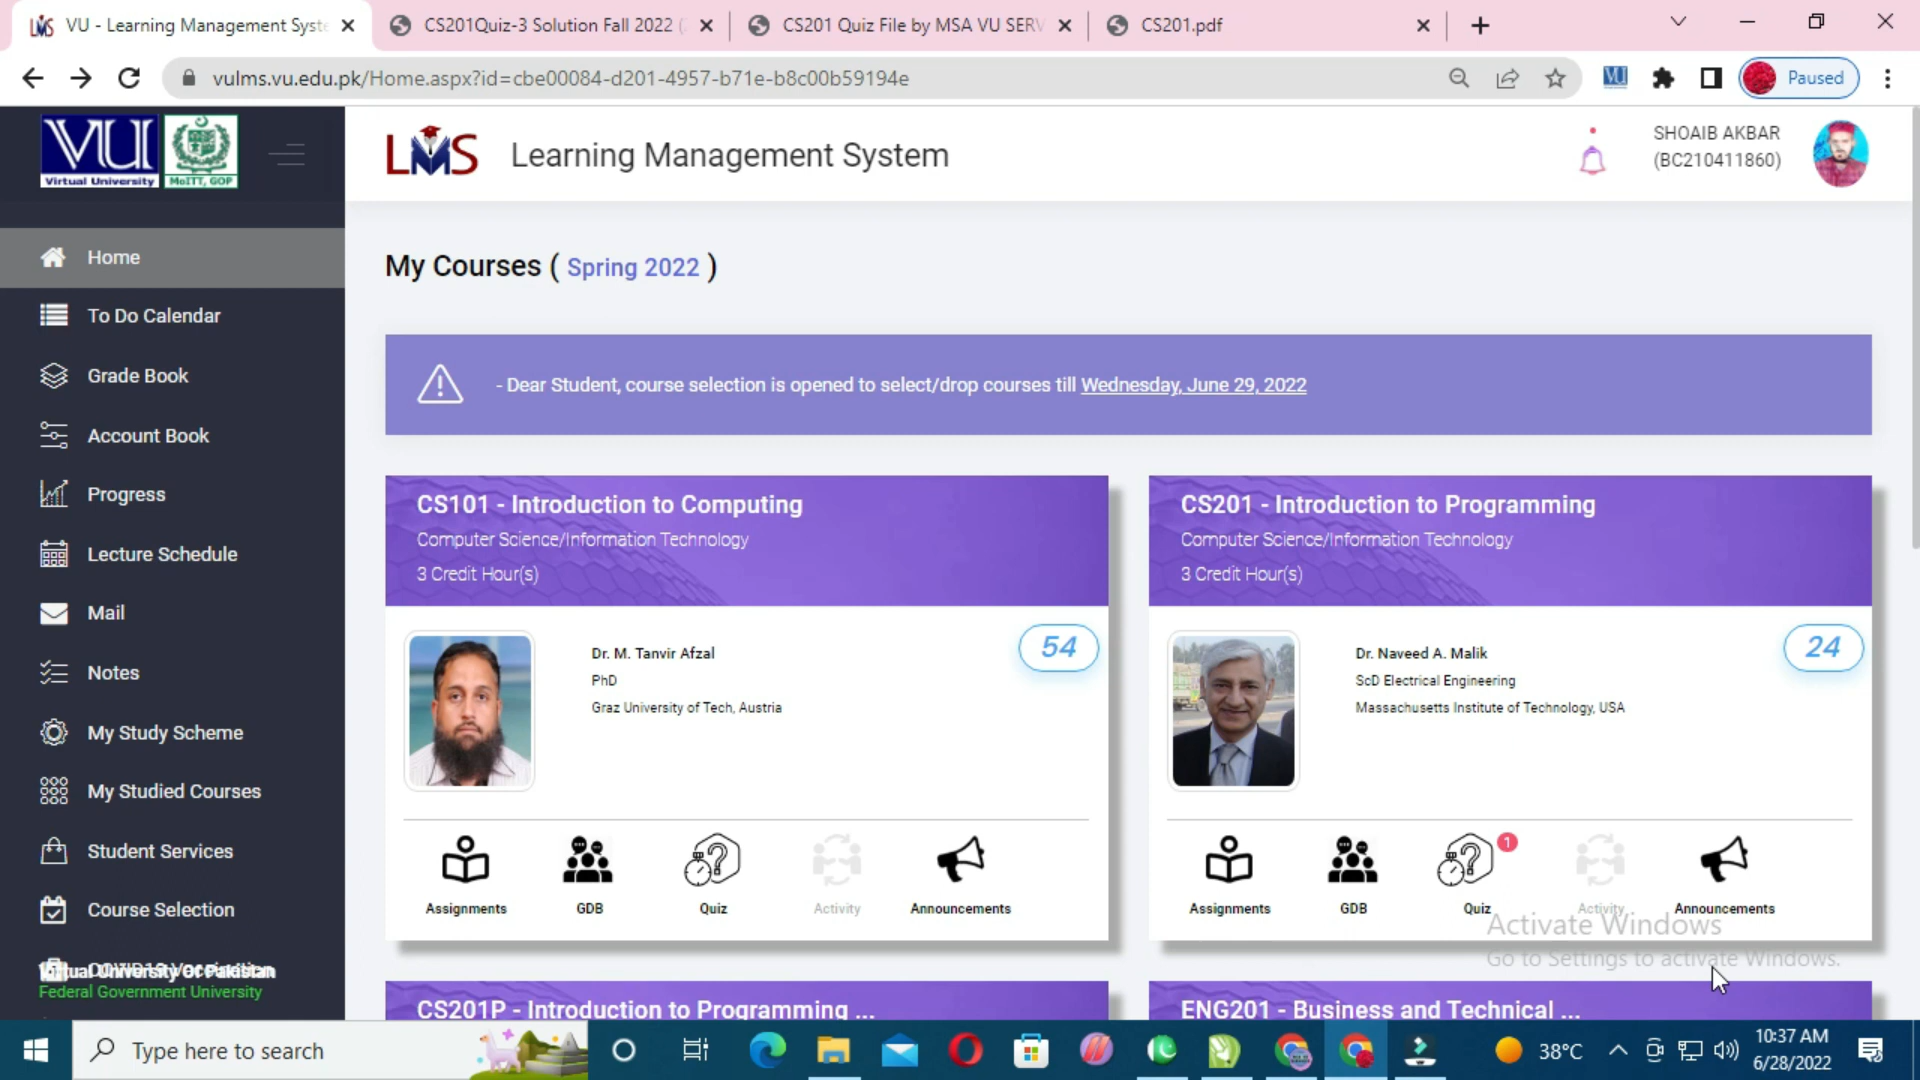 VU - Learning Management Syste
CS201Quiz-3 Solution Fall 2022 (
CS201 Quiz File by MSA VU SERV
CS201.pdf
vulms.vu.edu.pk/Home.aspx?id=cbe00084-d201-4957-b71e-b8c00b59194e
VU
Paused
VU
Virtual University
MoITT, GOP
LMS
Learning Management System
SHOAIB AKBAR
(BC210411860)
Home
To Do Calendar
Grade Book
Account Book
Progress
Lecture Schedule
Mail
Notes
My Study Scheme
My Studied Courses
Student Services
Course Selection
Virtual University Of Pakistan
Federal Government University
My Courses ( Spring 2022 )
- Dear Student, course selection is opened to select/drop courses till Wednesday, June 29, 2022
CS101 - Introduction to Computing
Computer Science/Information Technology
3 Credit Hour(s)
Dr. M. Tanvir Afzal
PhD
Graz University of Tech, Austria
54
Assignments
GDB
Quiz
Activity
Announcements
CS201 - Introduction to Programming
Computer Science/Information Technology
3 Credit Hour(s)
Dr. Naveed A. Malik
ScD Electrical Engineering
Massachusetts Institute of Technology, USA
24
1
Assignments
GDB
Quiz
Activity
Announcements
Activate Windows
Go to Settings to activate Windows.
CS201P - Introduction to Programming ...
ENG201 - Business and Technical ...
Type here to search
38°C
10:37 AM
6/28/2022